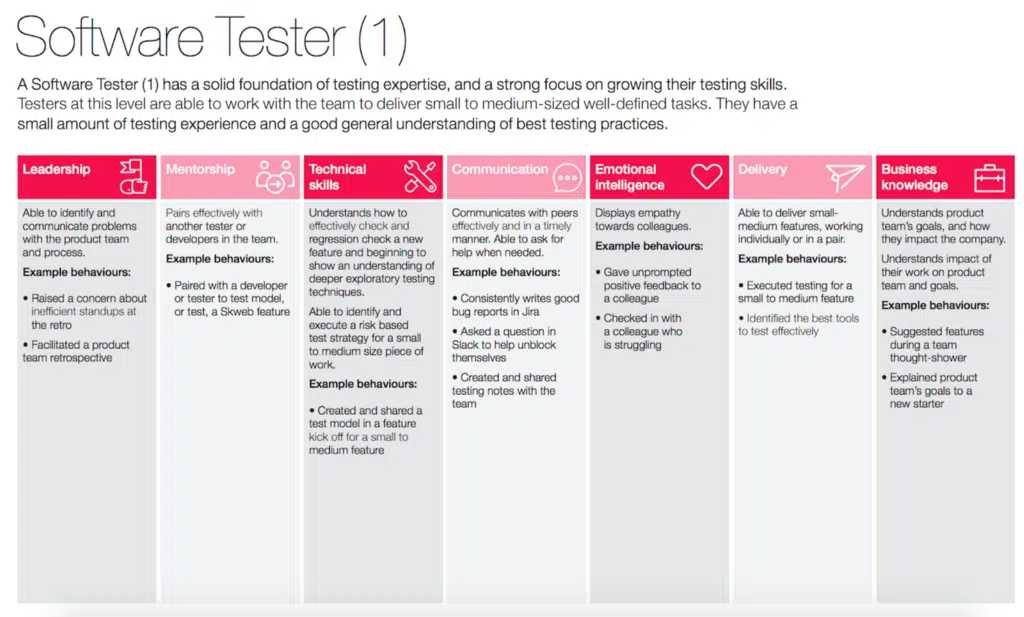 Software Tester (1)
A Software Tester (1) has a solid foundation of testing expertise, and a strong focus on growing their testing skills.
Testers at this level are able to work with the team to deliver small to medium-sized well-defined tasks. They have a
small amount of testing experience and a good general understanding of best testing practices.
Leadership
Able to identify and
communicate problems
with the product team
and process.
Example behaviours:
• Raised a concern about
inefficient standups at
the retro
• Facilitated a product
team retrospective
Mentorship
Pairs effectively with
another tester or
developers in the team.
Example behaviours:
• Paired with a developer
or tester to test model,
or test, a Skweb feature
Technical
skills
Understands how to
effectively check and
regression check a new
feature and beginning to
show an understanding of
deeper exploratory testing
techniques.
Able to identify and
execute a risk based
test strategy for a small
to medium size piece of
work.
Example behaviours:
• Created and shared a
test model in a feature
kick off for a small to
medium feature
Communication
Communicates with peers
effectively and in a timely
manner. Able to ask for
help when needed.
Example behaviours:
• Consistently writes good
bug reports in Jira
• Asked a question in
Slack to help unblock
themselves
• Created and shared
testing notes with the
team
Emotional
intelligence
Displays empathy
towards colleagues.
Example behaviours:
• Gave unprompted
positive feedback to
a colleague
• Checked in with
a colleague who
is struggling
Delivery
Able to deliver small-
medium features, working
individually or in a pair.
Example behaviours:
• Executed testing for a
small to medium feature
• Identified the best tools
to test effectively
Business
knowledge
Understands product
team's goals, and how
they impact the company.
Understands impact of
their work on product
team and goals.
Example behaviours:
• Suggested features
during a team
thought-shower
• Explained product
team's goals to a
new starter